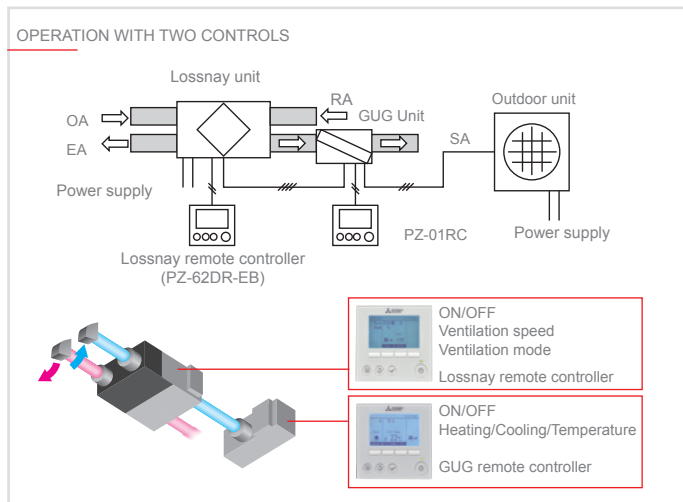 OPERATION WITH TWO CONTROLS
Lossnay unit
RA
GUG Unit
Outdoor unit
OA
EA
SA
Power supply
PZ-01RC
Power supply
Lossnay remote controller
(PZ-62DR-EB)
ON/OFF
Ventilation speed
Ventilation mode
Lossnay remote controller
ON/OFF
Heating/Cooling/Temperature
GUG remote controller